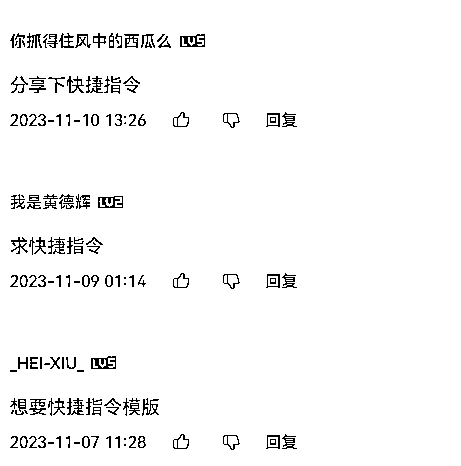 你抓得住风中的西瓜么 LV5
分享下快捷指令
2023-11-10 13:26 回复
我是黄德辉 LV2
求快捷指令
2023-11-09 01:14 回复
_HEI-XIU_ LV5
想要快捷指令模版
2023-11-07 11:28 回复